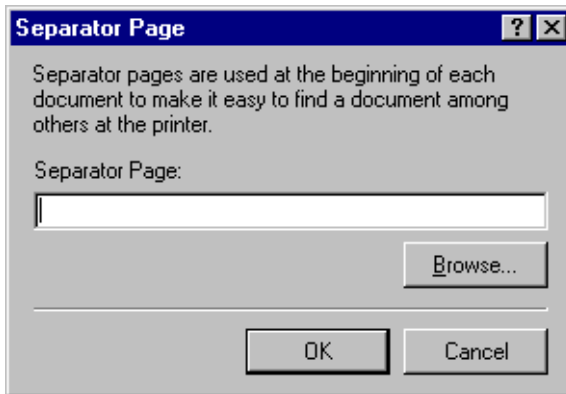 Separator Page
Separator pages are used at the beginning of each
document to make it easy to find a document among
others at the printer.
Separator Page:
Browse...
OK Cancel